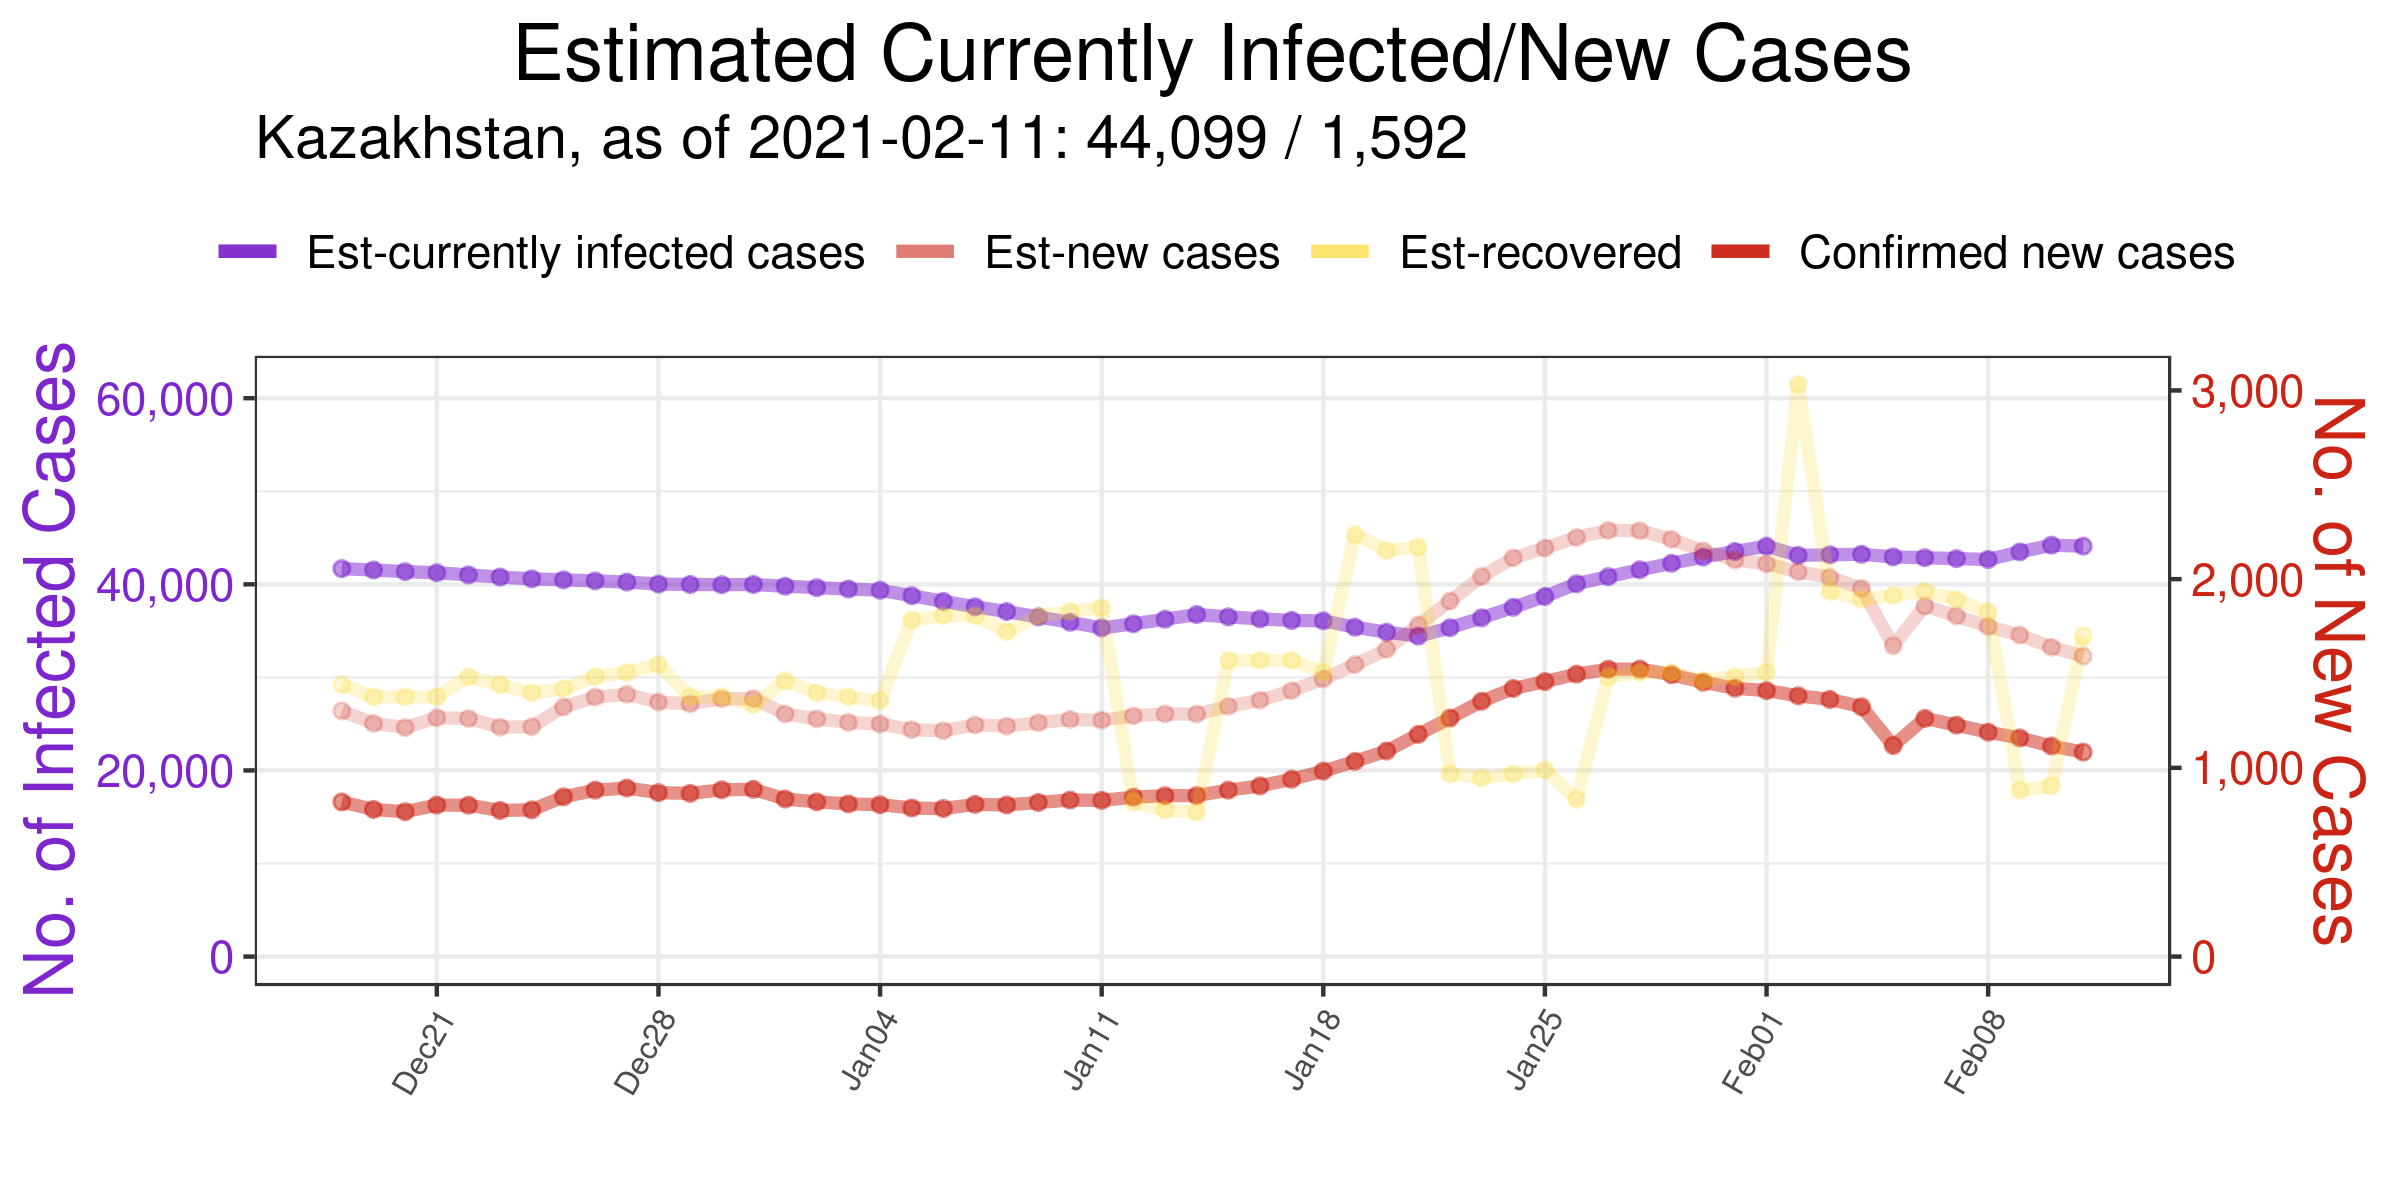 Estimated Currently Infected/New Cases
Kazakhstan, as of 2021-02-11: 44,099 / 1,592
Est-currently infected cases Est-new cases Est-recovered Confirmed new cases
No. of Infected Cases
60,000
40,000
20,000
0
3,000
2,000
1,000
0
No. of New Cases
Dec21 Dec28 Jan04 Jan11 Jan18 Jan25 Feb01 Feb08